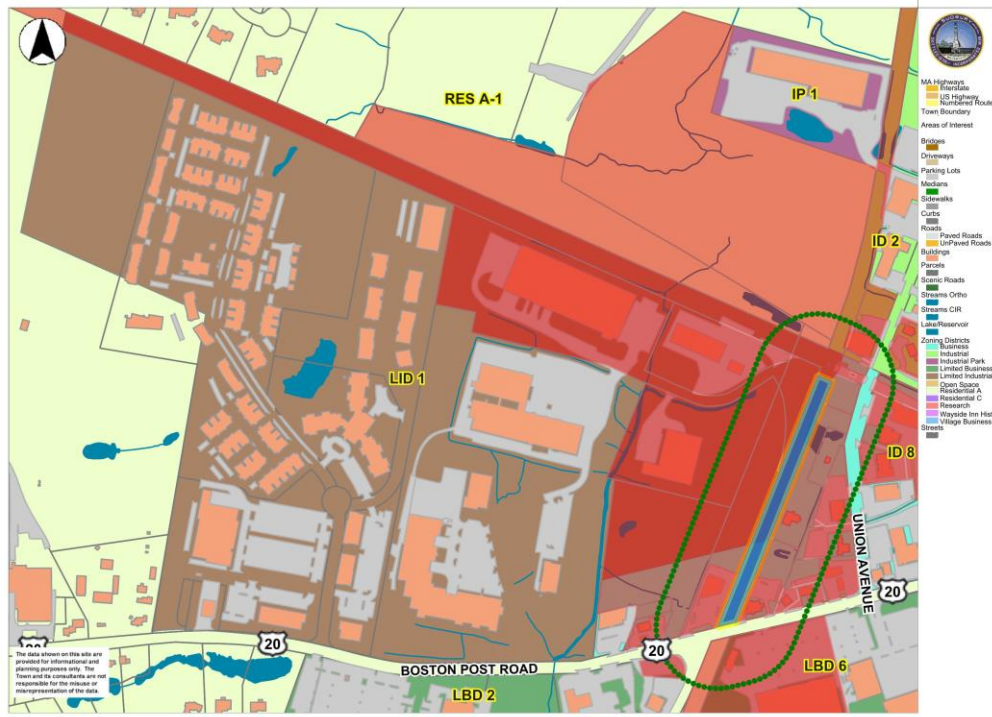 RES A-1
IP 1
ID 2
LID 1
ID 8
UNION AVENUE
20
20
20
BOSTON POST ROAD
LBD 6
LBD 2
The data shown on this site are
provided for informational and
planning purposes only. The
Town and its consultants are not
responsible for the misuse or
misrepresentation of the data.
MA Highways
Interstate
US Highway
Numbered Route
Town Boundary
Areas of Interest
Bridges
Driveways
Parking Lots
Medians
Sidewalks
Curbs
Roads
Paved Roads
UnPaved Roads
Buildings
Parcels
Scenic Roads
Streams Ortho
Streams CIR
Lake/Reservoir
Zoning Districts
Business
Industrial
Industrial Park
Limited Business
Limited Industrial
Open Space
Residential A
Residential C
Research
Wayside Inn Hist
Village Business
Streets